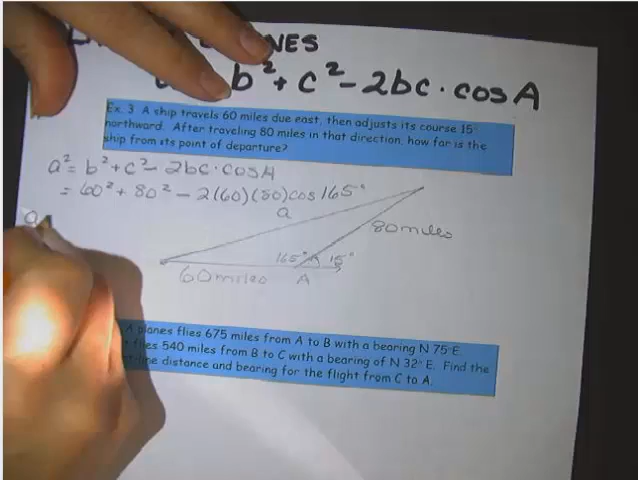 NES
b² + c² - 2bc · cosA
Ex. 3 A ship travels 60 miles due east, then adjusts its course 15°
northward. After traveling 80 miles in that direction, how far is the
ship from its point of departure?
a² = b² + c² - 2bc · cosA
= 60² + 80² - 2(60)(80)cos165°
a
a
80 miles
165° 15°
60 miles A
planes flies 675 miles from A to B with a bearing N 75° E.
flies 540 miles from B to C with a bearing of N 32° E. Find the
distance and bearing for the flight from C to A.